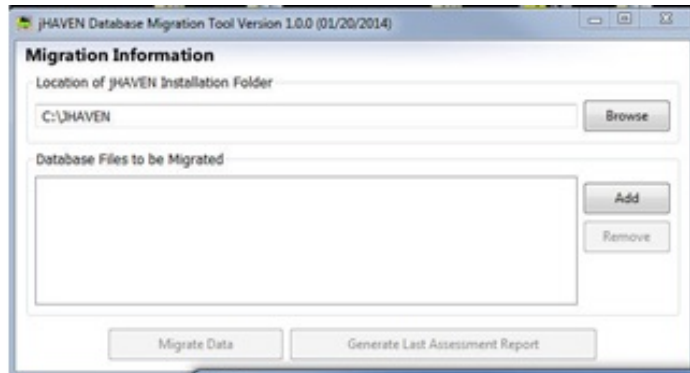 jHAVEN Database Migration Tool Version 1.0.0 (01/20/2014)
Migration Information
Location of jHAVEN Installation Folder
C:\JHAVEN
Browse
Database Files to be Migrated
Add
Remove
Migrate Data
Generate Last Assessment Report